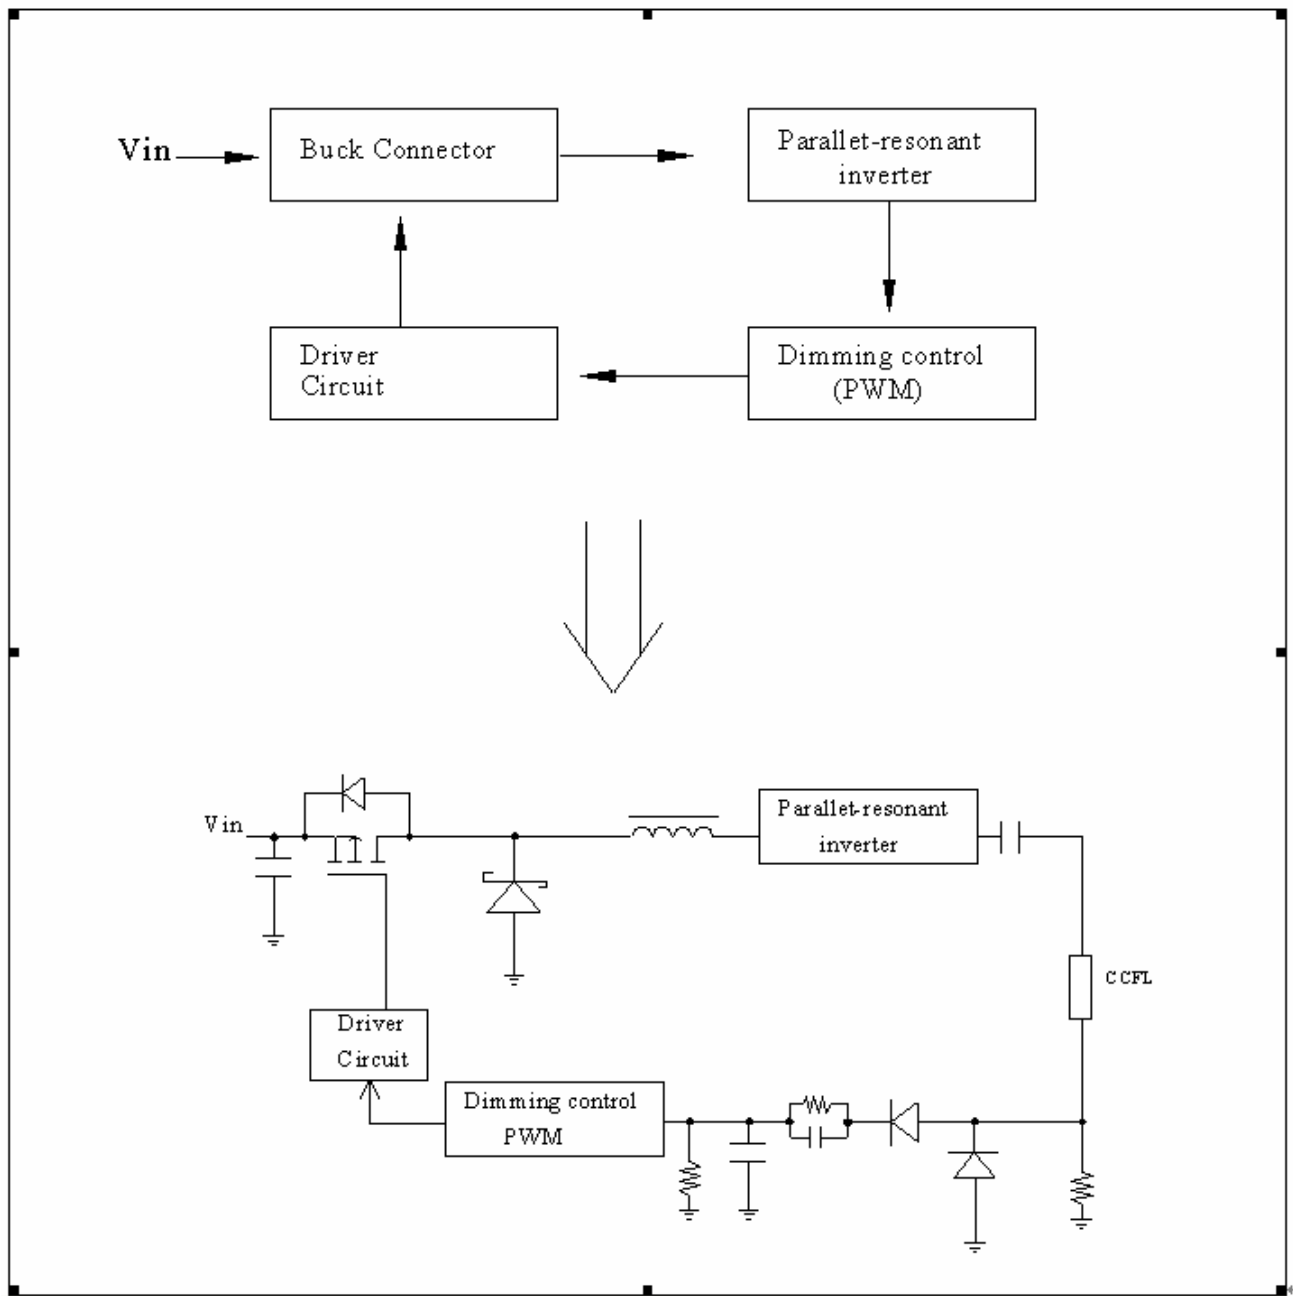 Vin
Buck Connector
Parallet-resonant
inverter
Driver
Circuit
Dimming control
(PWM)
Vin
Parallet-resonant
inverter
CCFL
Driver
Circuit
Dimming control
PWM